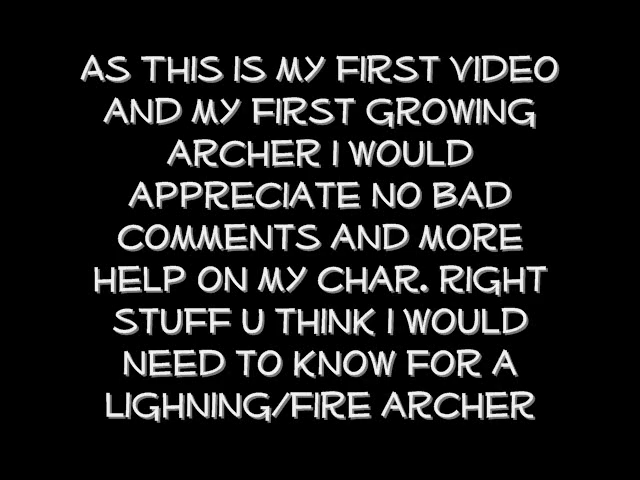 AS THIS IS MY FIRST VIDEO
AND MY FIRST GROWING
ARCHER I WOULD
APPRECIATE NO BAD
COMMENTS AND MORE
HELP ON MY CHAR. RIGHT
STUFF U THINK I WOULD
NEED TO KNOW FOR A
LIGHNING/FIRE ARCHER